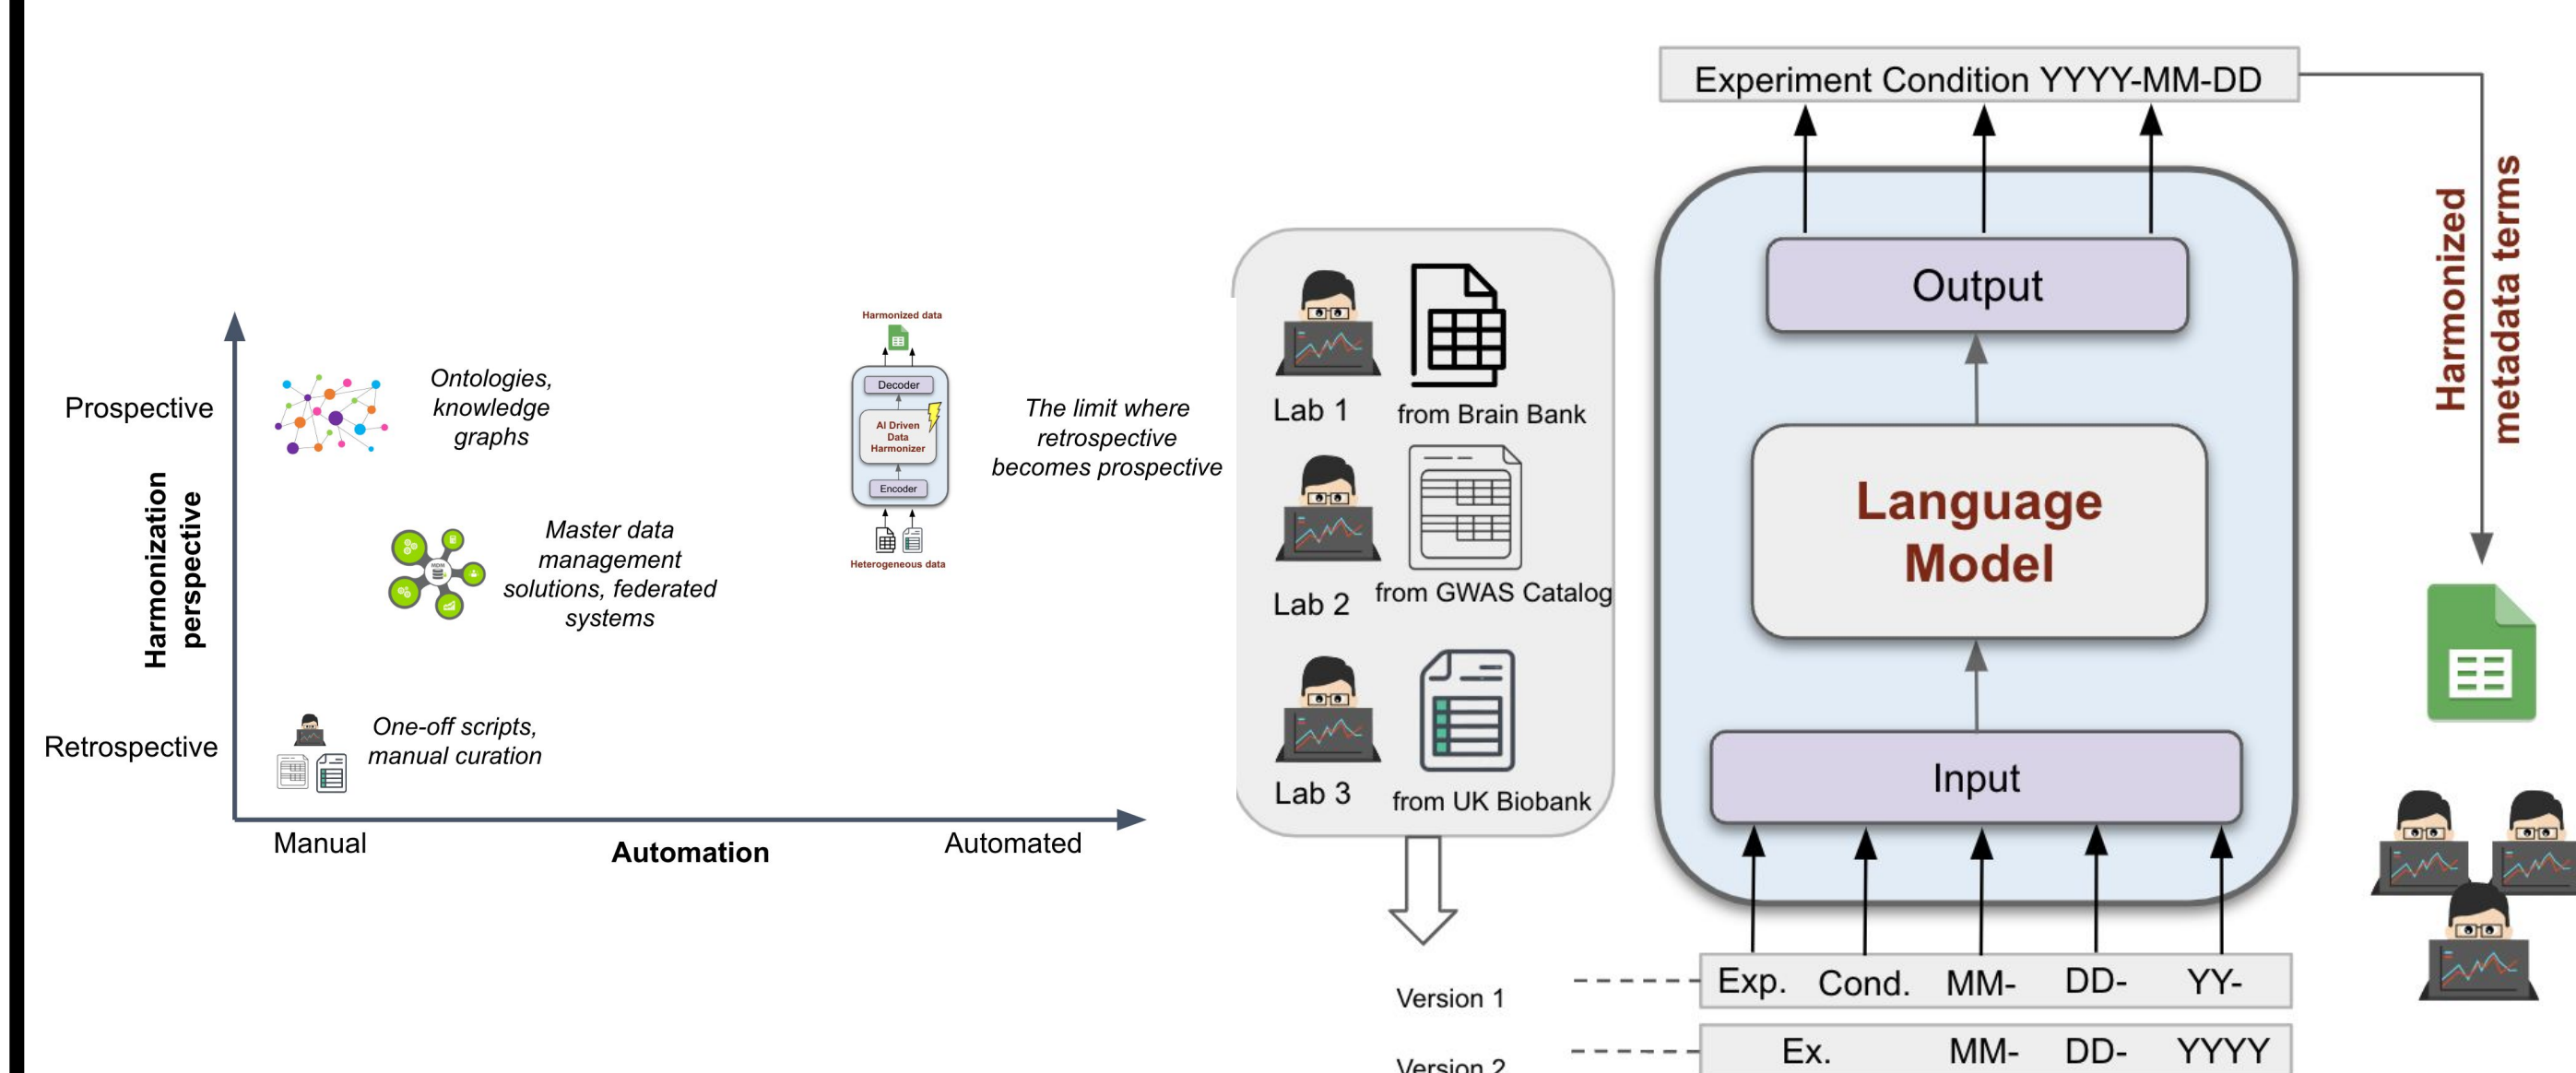 Prospective
Harmonization
perspective
Retrospective
Ontologies,
knowledge
graphs
Master data
management
solutions, federated
systems
One-off scripts,
manual curation
Harmonized data
Decoder
AI Driven
Data
Harmonizer
Encoder
Heterogeneous data
The limit where
retrospective
becomes prospective
Manual
Automation
Automated
Lab 1
from Brain Bank
Lab 2
from GWAS Catalog
Lab 3
from UK Biobank
Experiment Condition YYYY-MM-DD
Output
Language
Model
Input
Version 1
Exp. Cond. MM- DD- YY-
Version 2
Ex. MM- DD- YYYY
Harmonized
metadata terms
MDM